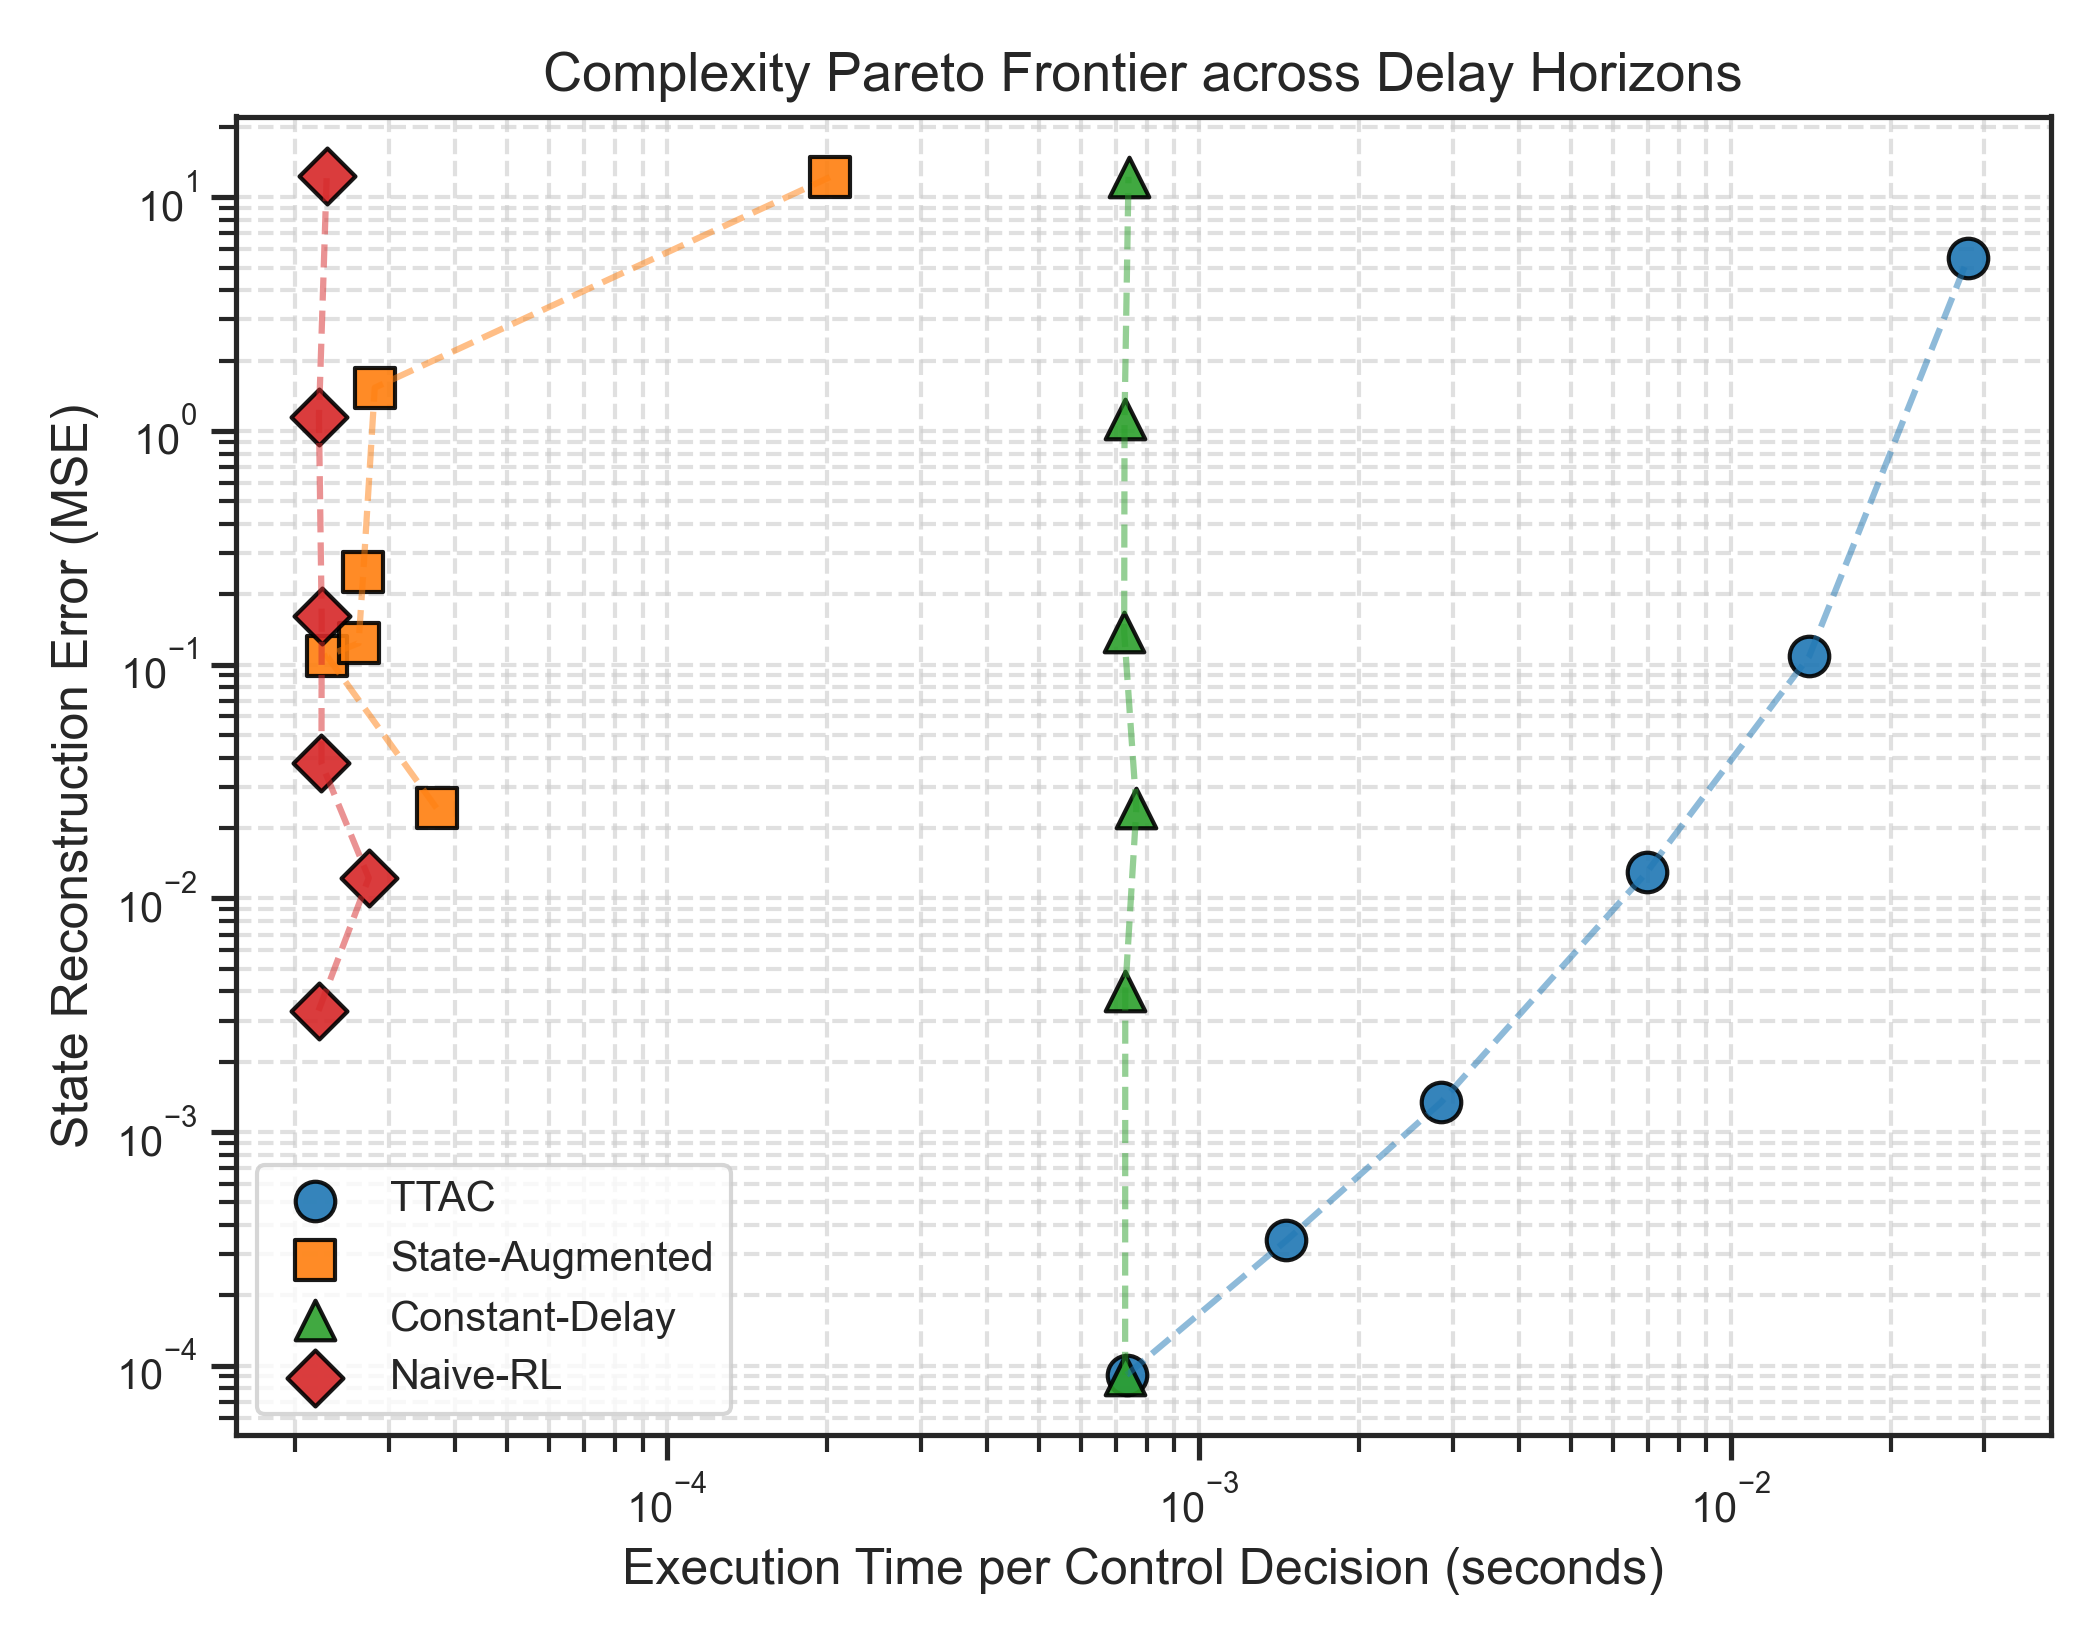 Complexity Pareto Frontier across Delay Horizons
State Reconstruction Error (MSE)
10^1
10^0
10^−1
10^−2
10^−3
10^−4
TTAC
State-Augmented
Constant-Delay
Naive-RL
10^−4
10^−3
10^−2
Execution Time per Control Decision (seconds)